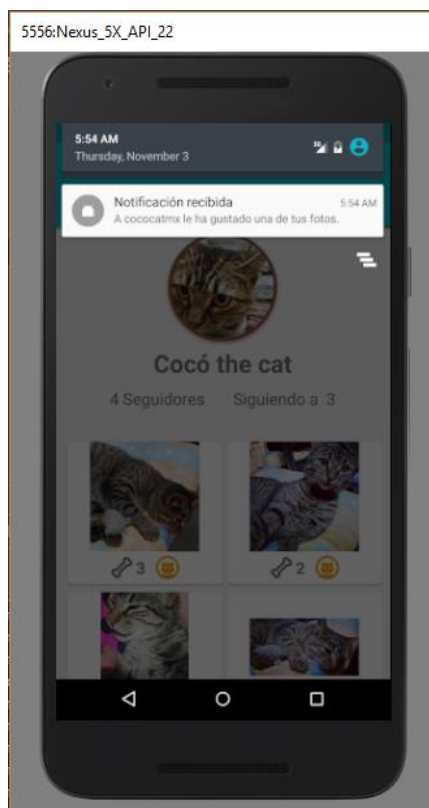 5556:Nexus_5X_API_22
5:54 AM
Thursday, November 3
3G
Notificación recibida 5:54 AM
A cococatmx le ha gustado una de tus fotos.
Cocó the cat
4 Seguidores Siguiendo a 3
3 2